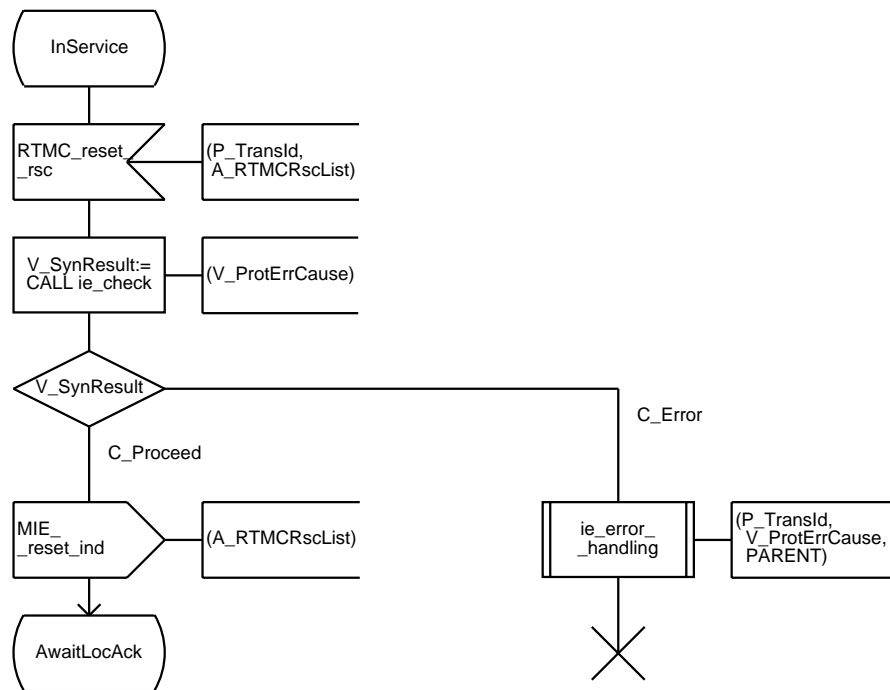 InService
RTMC_reset_
_rsc
(P_TransId,
A_RTMCRscList)
V_SynResult:=
CALL ie_check
(V_ProtErrCause)
V_SynResult
C_Error
C_Proceed
MIE_
_reset_ind
(A_RTMCRscList)
ie_error_
_handling
(P_TransId,
V_ProtErrCause,
PARENT)
AwaitLocAck